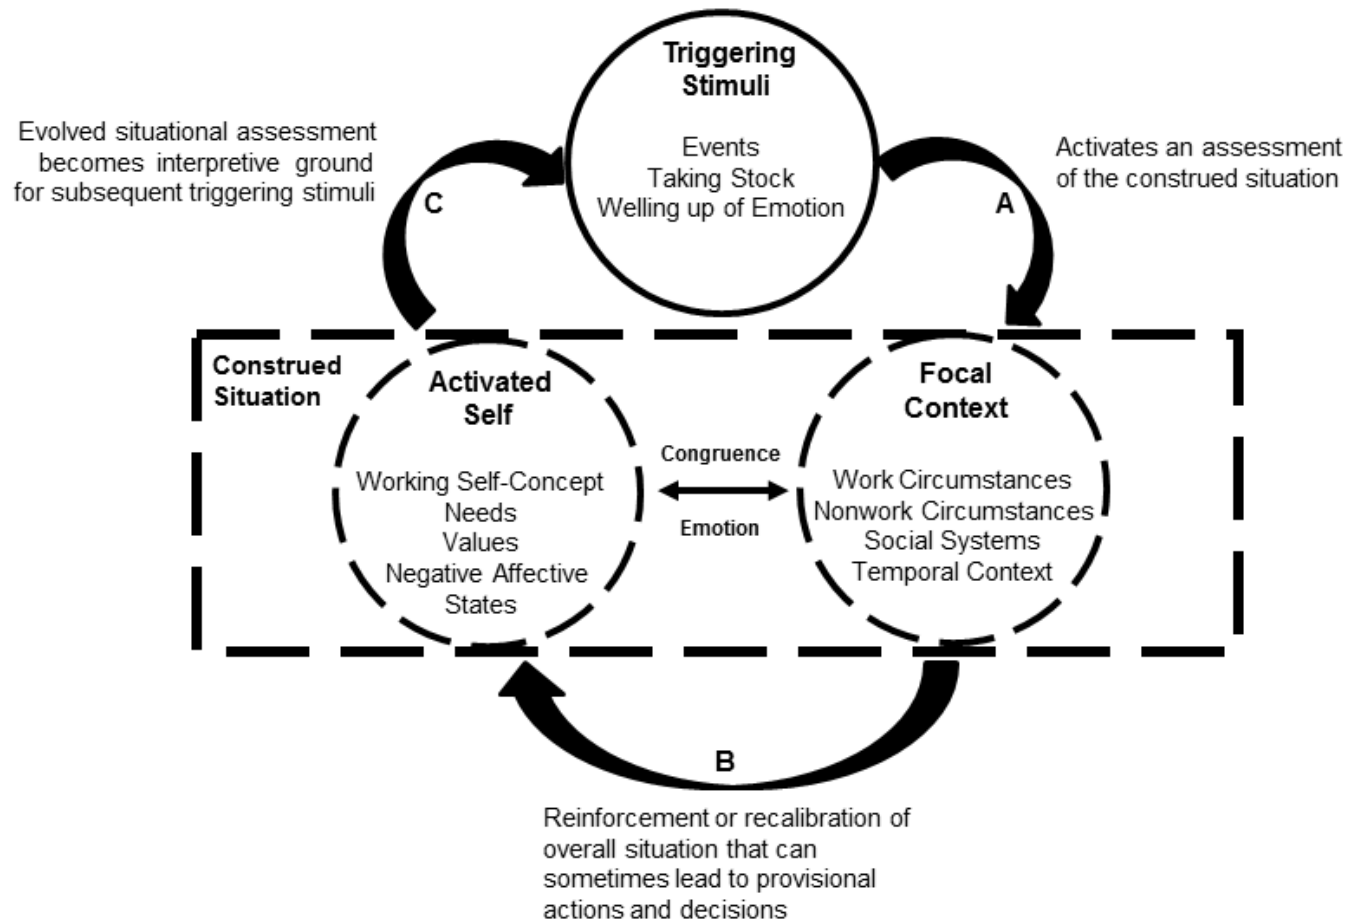 Triggering
Stimuli
Events
Taking Stock
Welling up of Emotion
Evolved situational assessment
becomes interpretive ground
for subsequent triggering stimuli
C
A
Activates an assessment
of the construed situation
Construed
Situation
Activated
Self
Working Self-Concept
Needs
Values
Negative Affective
States
Congruence
Emotion
Focal
Context
Work Circumstances
Nonwork Circumstances
Social Systems
Temporal Context
B
Reinforcement or recalibration of
overall situation that can
sometimes lead to provisional
actions and decisions